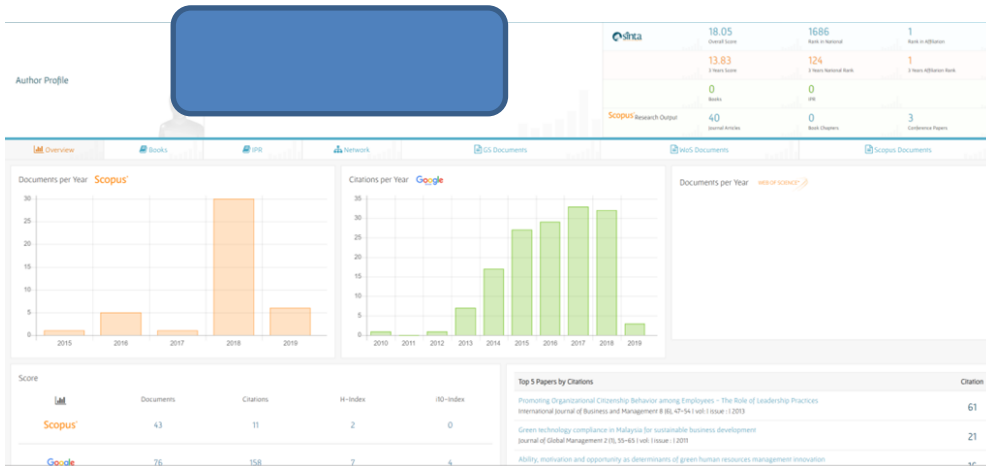 Author Profile
sinta
18.05 1686 1
Overall Score Rank in National Rank in Affiliation
13.83 124 1
3 Years Score 3 Years National Rank 3 Years Affiliation Rank
0 0
Books IPR
Scopus Research Output 40 0 3
Journal Articles Book Chapters Conference Papers
Overview Books IPR Network GS Documents WoS Documents Scopus Documents
Documents per Year Scopus
30
25
20
15
10
5
0
2015 2016 2017 2018 2019
Citations per Year Google
35
30
25
20
15
10
5
0
2010 2011 2012 2013 2014 2015 2016 2017 2018 2019
Documents per Year WEB OF SCIENCE
Score
Documents Citations H-Index i10-Index
Scopus 43 11 2 0
Google 76 158 7 4
Top 5 Papers by Citations Citation
Promoting Organizational Citizenship Behavior among Employees - The Role of Leadership Practices
International Journal of Business and Management 8 (6), 47-54 | vol: | issue : | 2013
61
Green technology compliance in Malaysia for sustainable business development
Journal of Global Management 2 (1), 55-65 | vol: | issue : | 2011
21
Ability, motivation and opportunity as determinants of green human resources management innovation